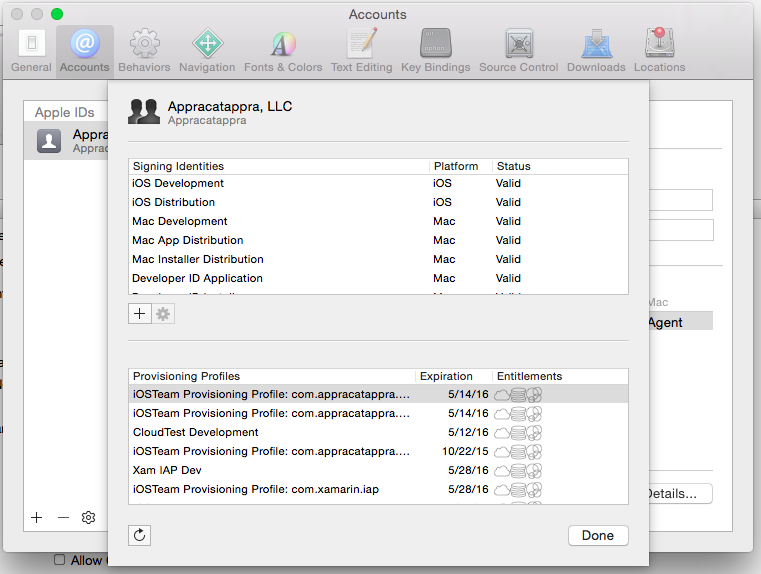 Accounts
General Accounts Behaviors Navigation Fonts & Colors Text Editing Key Bindings Source Control Downloads Locations
option
Apple IDs
Appra
Apprac
Appracatappra, LLC
Appracatappra
Signing Identities Platform Status
iOS Development iOS Valid
iOS Distribution iOS Valid
Mac Development Mac Valid
Mac App Distribution Mac Valid
Mac Installer Distribution Mac Valid
Developer ID Application Mac Valid
Mac
Agent
Provisioning Profiles Expiration Entitlements
iOSTeam Provisioning Profile: com.appracatappra.... 5/14/16
iOSTeam Provisioning Profile: com.appracatappra.... 5/14/16
CloudTest Development 5/12/16
iOSTeam Provisioning Profile: com.appracatappra.... 10/22/15
Xam IAP Dev 5/28/16
iOSTeam Provisioning Profile: com.xamarin.iap 5/28/16
Details...
Done
Allow